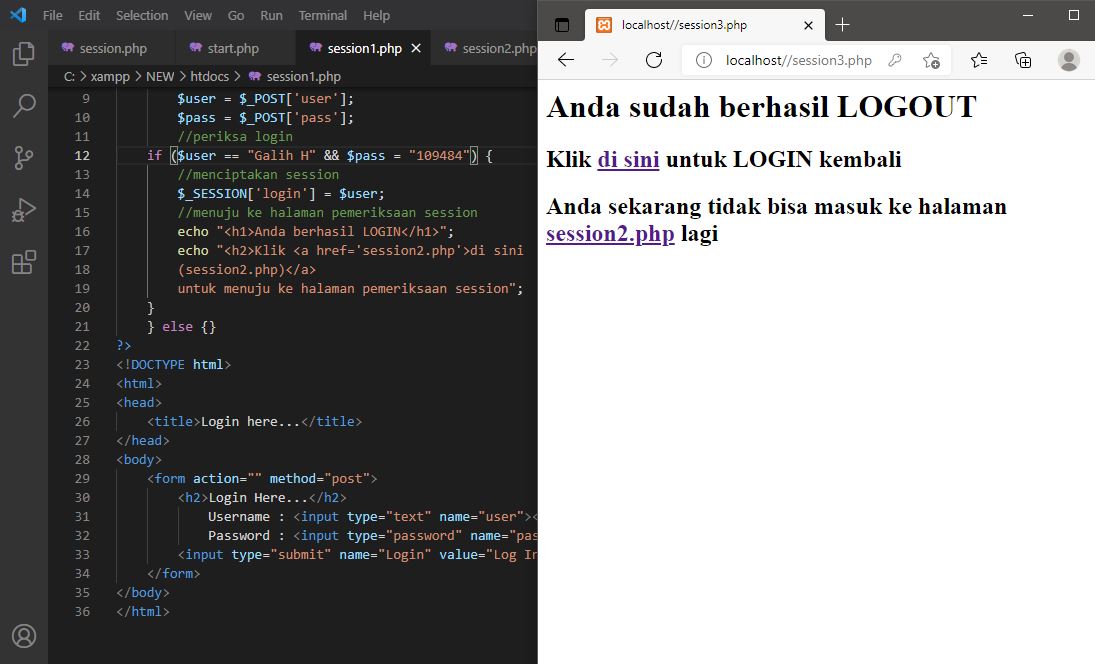 File Edit Selection View Go Run Terminal Help
session.php start.php session1.php session2.php
C: > xampp > NEW > htdocs > session1.php
9 $user = $_POST['user'];
10 $pass = $_POST['pass'];
11 //periksa login
12 if ($user == "Galih H" && $pass = "109484") {
13 //menciptakan session
14 $_SESSION['login'] = $user;
15 //menuju ke halaman pemeriksaan session
16 echo "<h1>Anda berhasil LOGIN</h1>";
17 echo "<h2>Klik <a href='session2.php'>di sini
18 (session2.php)</a>
19 untuk menuju ke halaman pemeriksaan session";
20 }
21 } else {}
22 ?>
23 <!DOCTYPE html>
24 <html>
25 <head>
26 <title>Login here...</title>
27 </head>
28 <body>
29 <form action="" method="post">
30 <h2>Login Here...</h2>
31 Username : <input type="text" name="user"><
32 Password : <input type="password" name="pas
33 <input type="submit" name="Login" value="Log In
34 </form>
35 </body>
36 </html>
localhost//session3.php
localhost//session3.php
Anda sudah berhasil LOGOUT
Klik di sini untuk LOGIN kembali
Anda sekarang tidak bisa masuk ke halaman
session2.php lagi